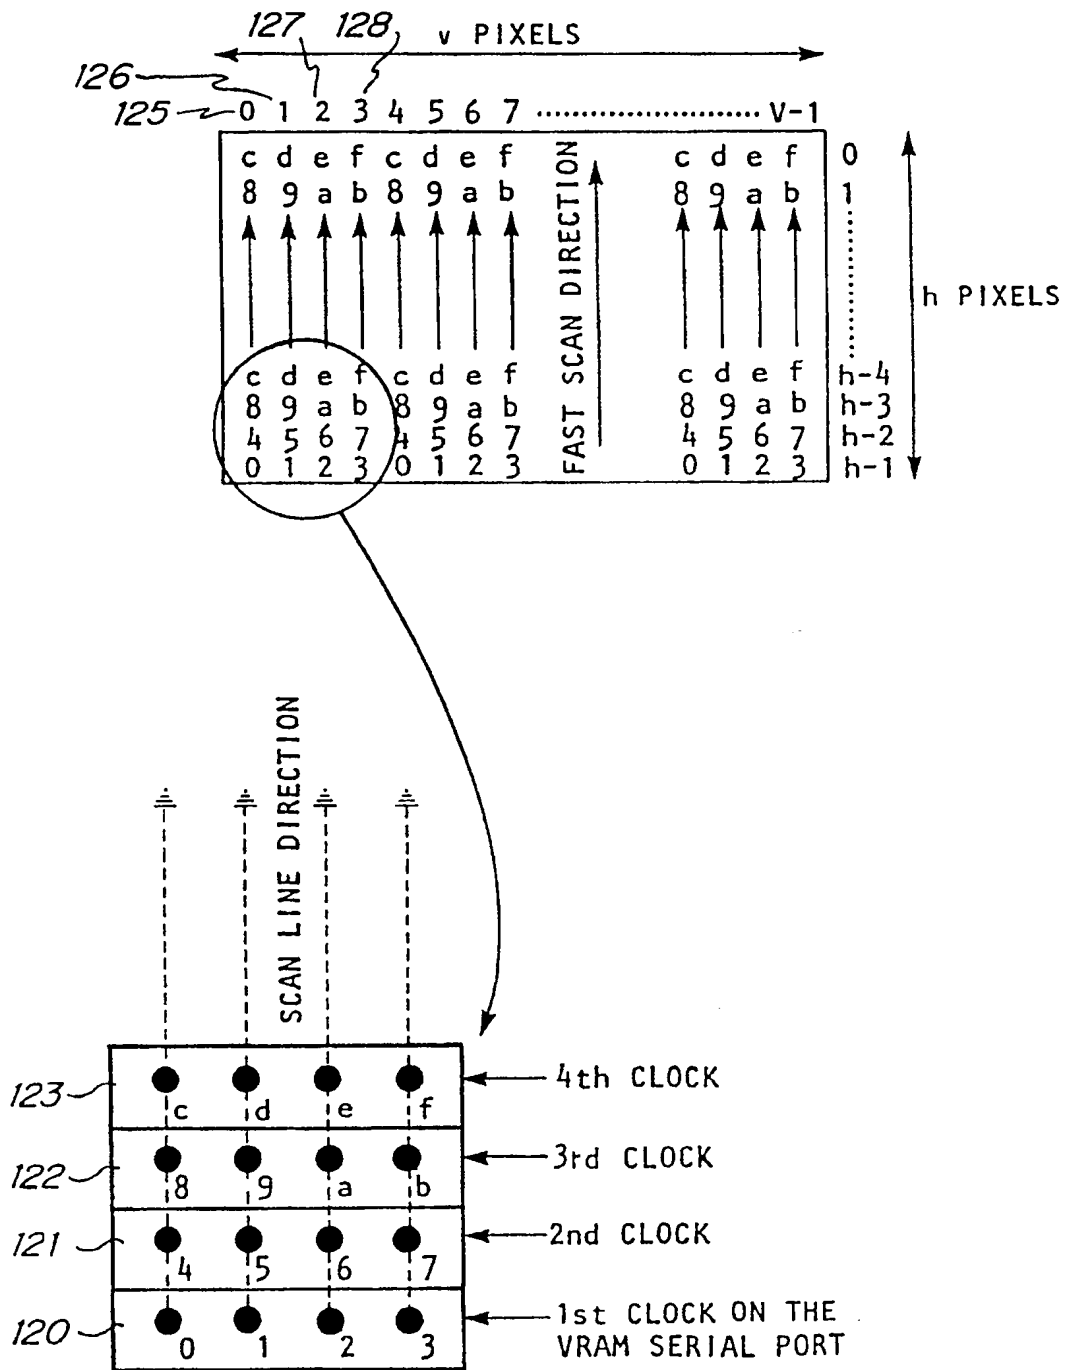 127 128 v PIXELS
126
125 0 1 2 3 4 5 6 7 ........................ V-1
c d e f c d e f c d e f 0
8 9 a b 8 9 a b 8 9 a b 1
FAST SCAN DIRECTION
h PIXELS
c d e f c d e f c d e f h-4
8 9 a b 8 9 a b 8 9 a b h-3
4 5 6 7 4 5 6 7 4 5 6 7 h-2
0 1 2 3 0 1 2 3 0 1 2 3 h-1
SCAN LINE DIRECTION
123 c d e f 4th CLOCK
122 8 9 a b 3rd CLOCK
121 4 5 6 7 2nd CLOCK
120 0 1 2 3 1st CLOCK ON THE
VRAM SERIAL PORT